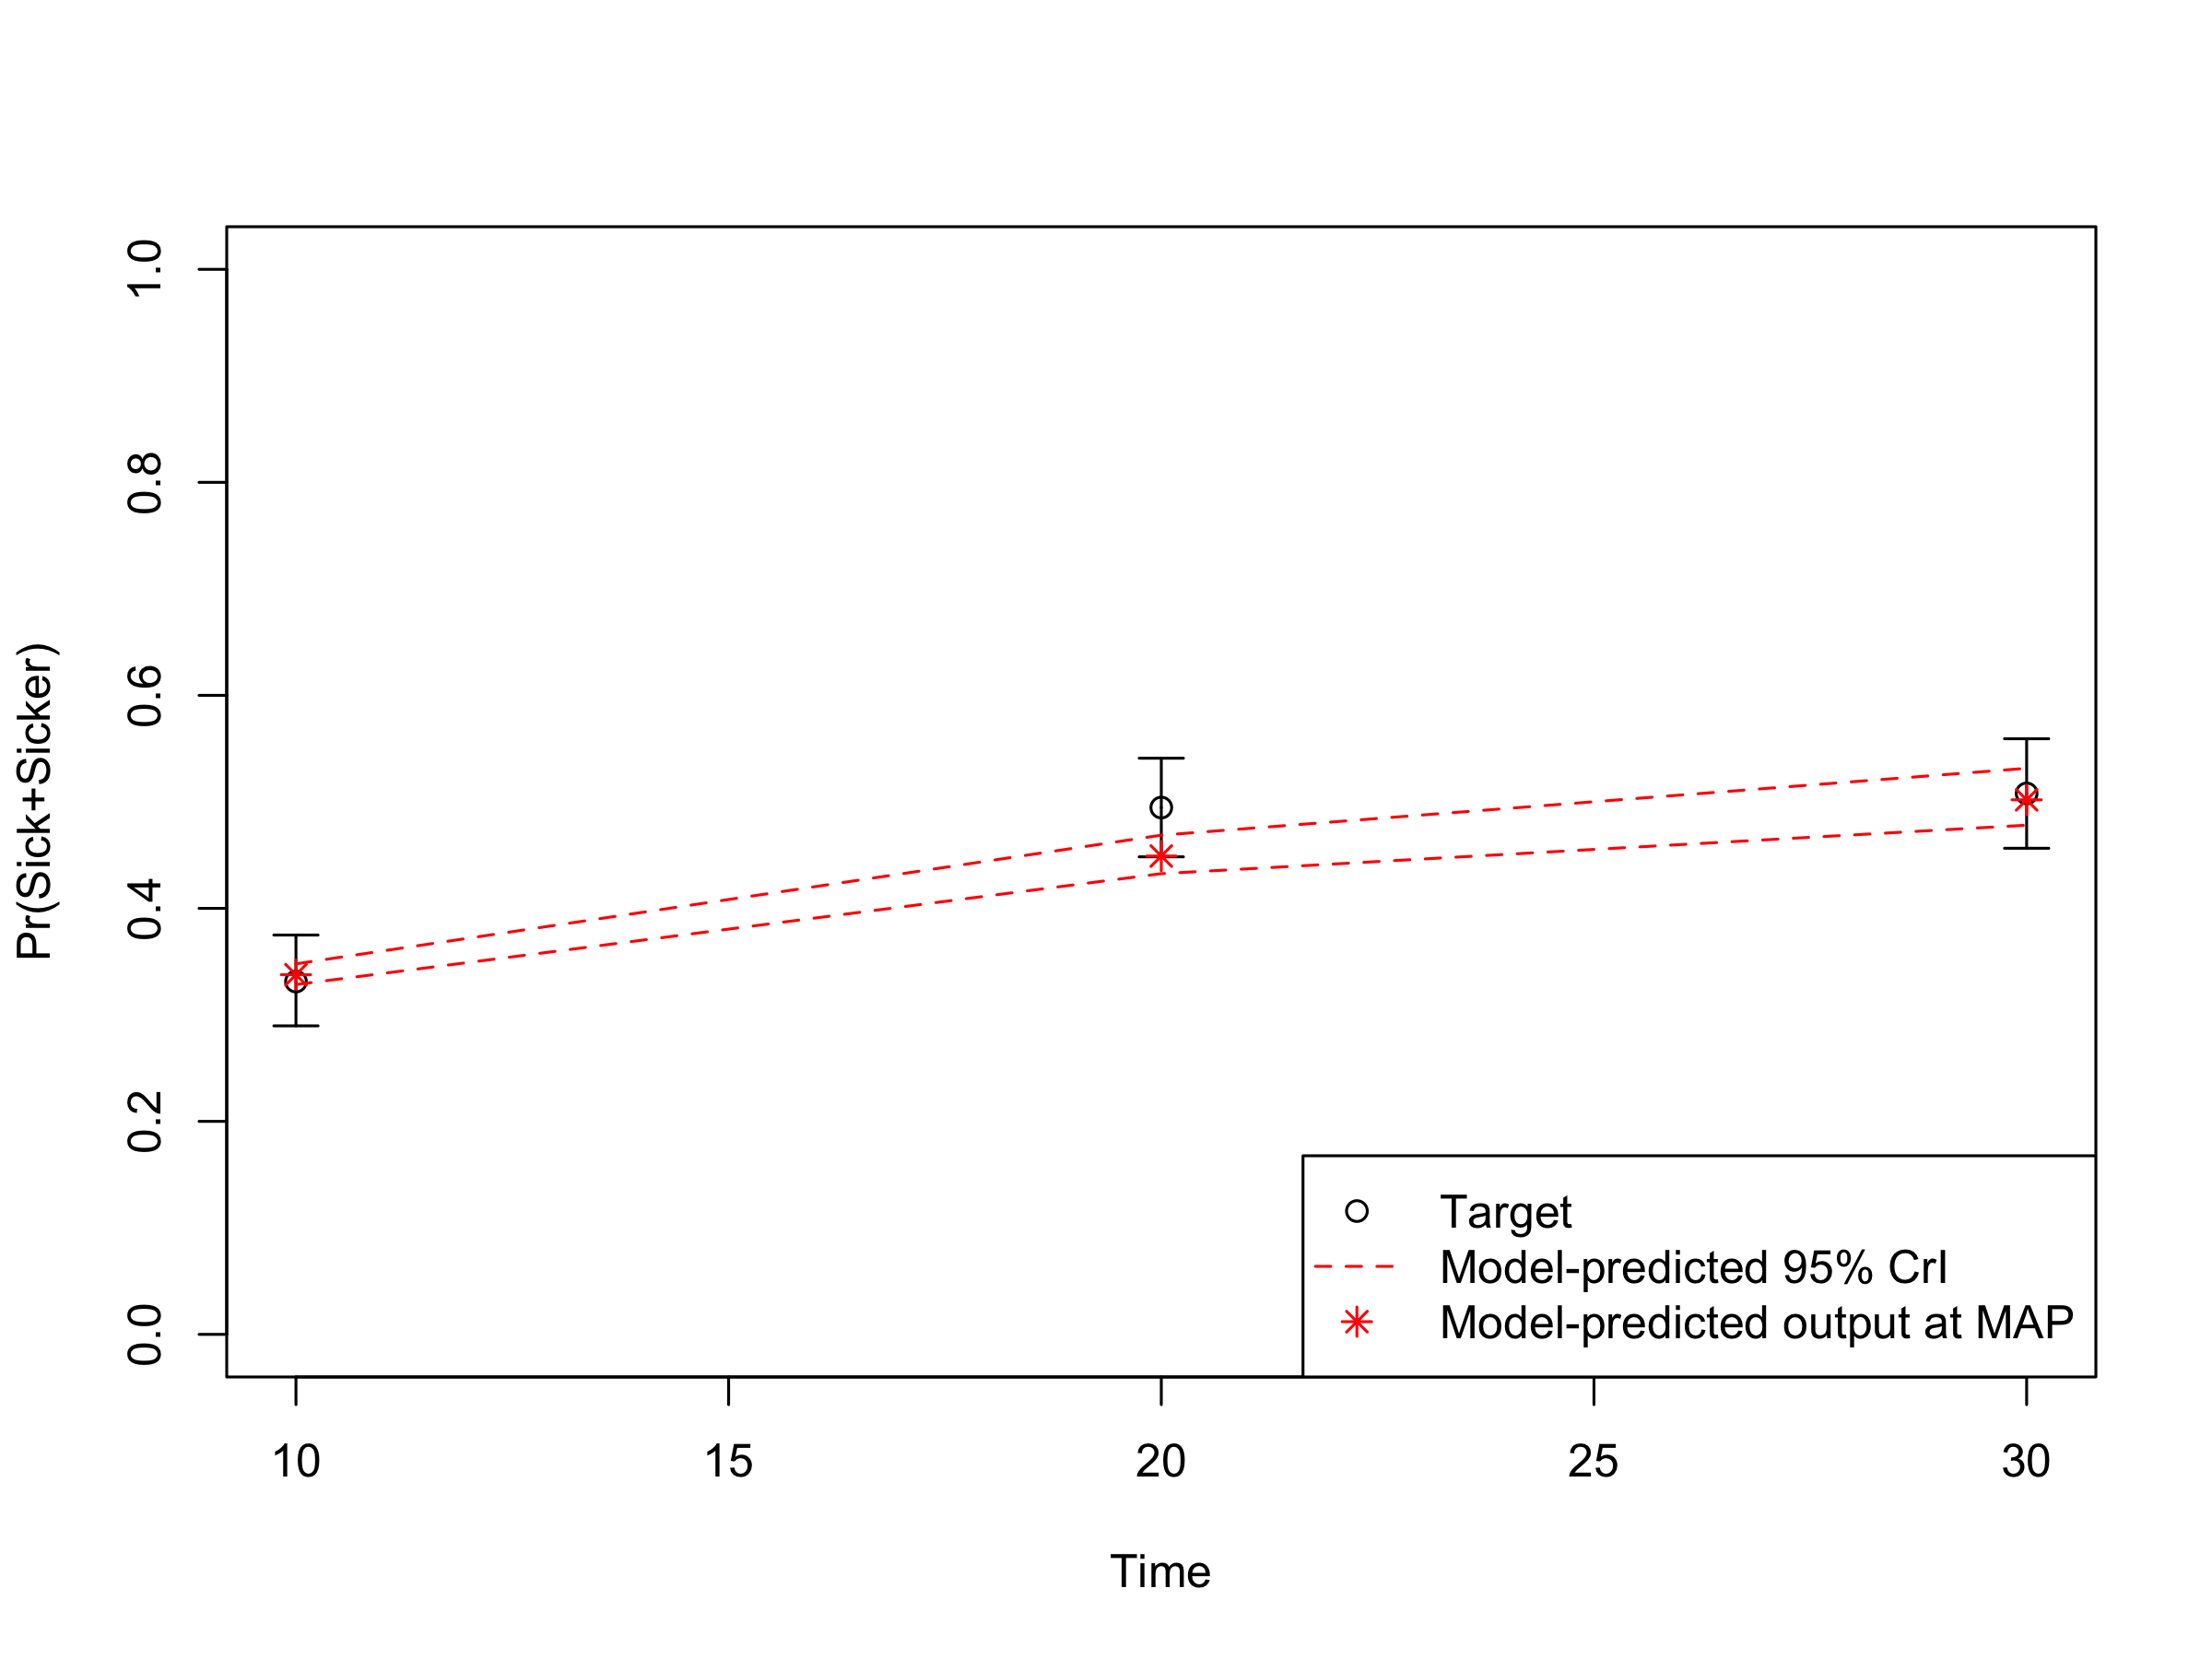 Pr(Sick+Sicker)
1.0
0.8
0.6
0.4
0.2
0.0
Target
Model-predicted 95% CrI
Model-predicted output at MAP
10 15 20 25 30
Time